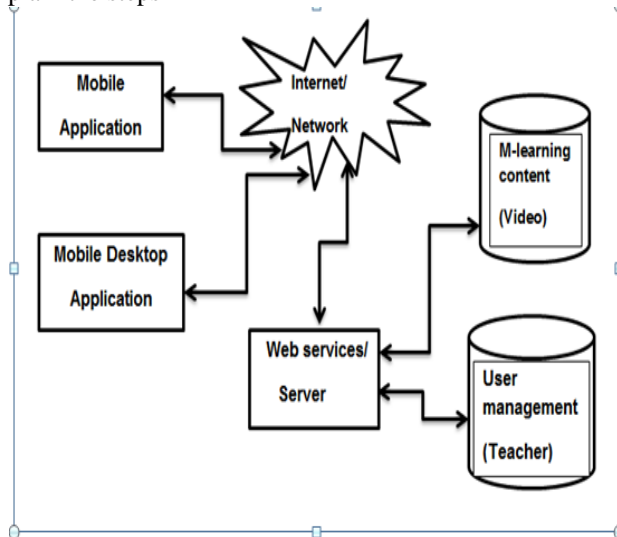 Mobile
Application
Internet/
Network
M-learning
content
(Video)
Mobile Desktop
Application
Web services/
Server
User
management
(Teacher)